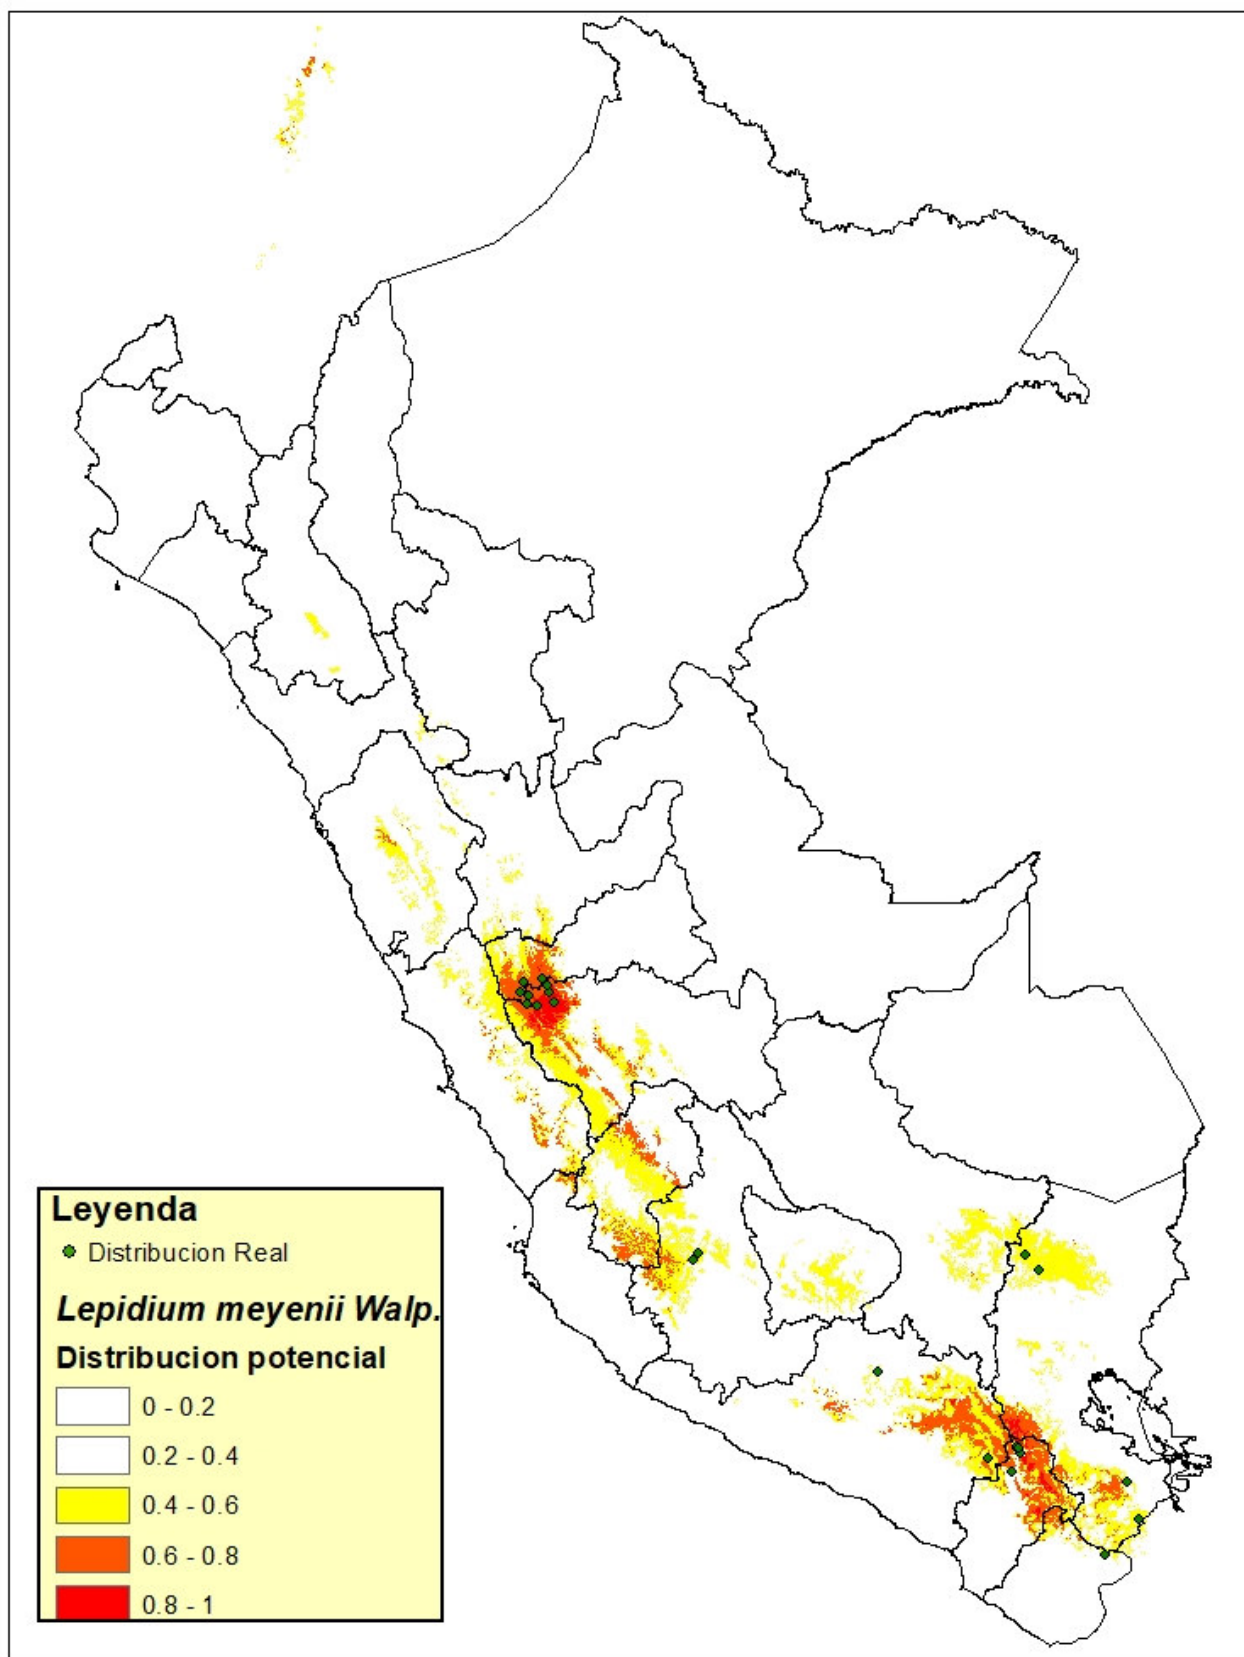 Leyenda
Distribucion Real
Lepidium meyenii Walp.
Distribucion potencial
0 - 0.2
0.2 - 0.4
0.4 - 0.6
0.6 - 0.8
0.8 - 1